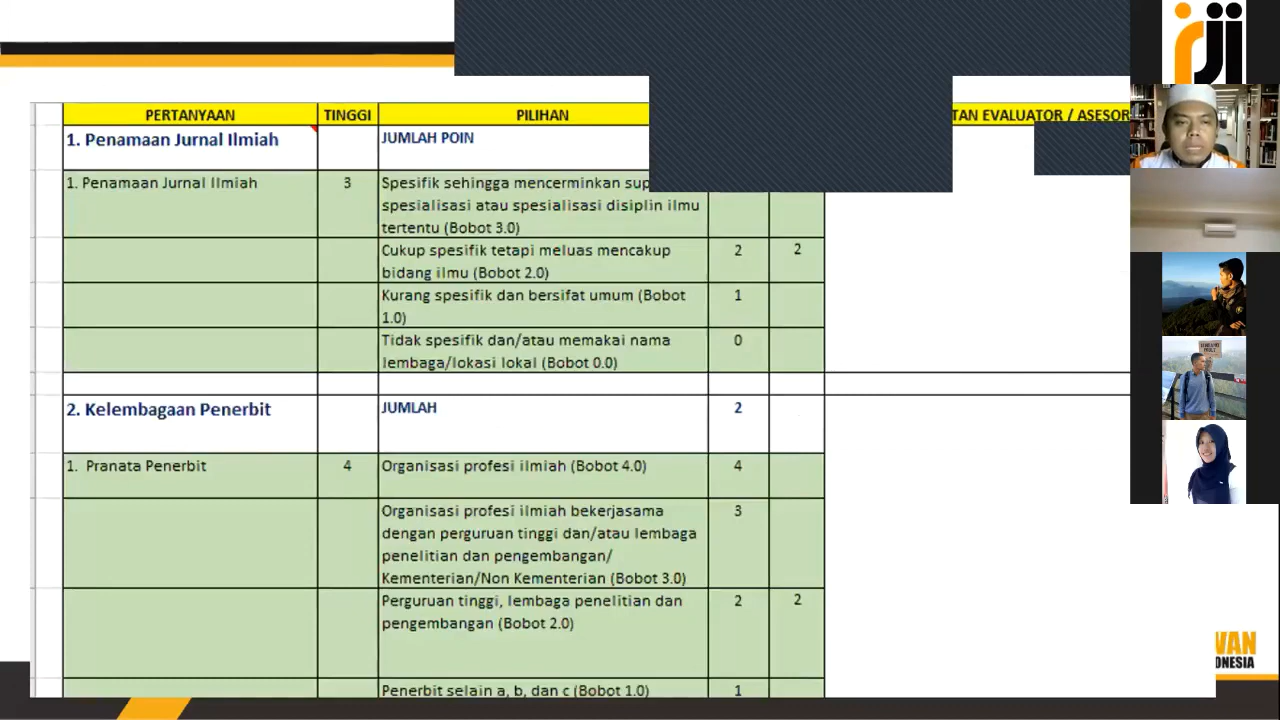 PERTANYAAN TINGGI PILIHAN TAN EVALUATOR / ASESOR
1. Penamaan Jurnal Ilmiah JUMLAH POIN
1. Penamaan Jurnal Ilmiah 3 Spesifik sehingga mencerminkan
spesialisasi atau spesialisasi disiplin ilmu
tertentu (Bobot 3.0)
Cukup spesifik tetapi meluas mencakup 2 2
bidang ilmu (Bobot 2.0)
Kurang spesifik dan bersifat umum (Bobot 1
1.0)
Tidak spesifik dan/atau memakai nama 0
lembaga/lokasi lokal (Bobot 0.0)
2. Kelembagaan Penerbit JUMLAH 2
1. Pranata Penerbit 4 Organisasi profesi ilmiah (Bobot 4.0) 4
Organisasi profesi ilmiah bekerjasama 3
dengan perguruan tinggi dan/atau lembaga
penelitian dan pengembangan/
Kementerian/Non Kementerian (Bobot 3.0)
Perguruan tinggi, lembaga penelitian dan 2 2
pengembangan (Bobot 2.0)
Penerbit selain a, b, dan c (Bobot 1.0) 1
rji
WAN
ONESIA